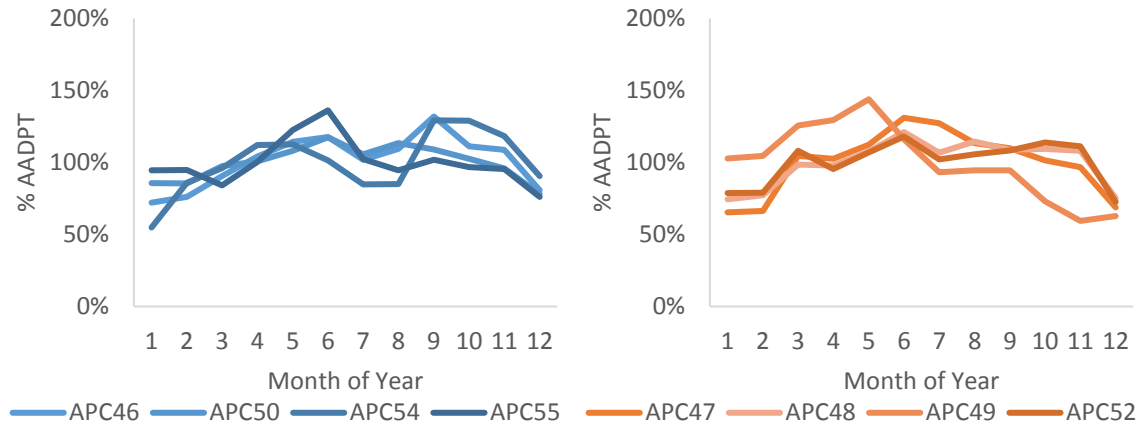 200%
150%
100%
50%
0%
% AADPT
1 2 3 4 5 6 7 8 9 10 11 12
Month of Year
APC46 APC50 APC54 APC55
200%
150%
100%
50%
0%
% AADPT
1 2 3 4 5 6 7 8 9 10 11 12
Month of Year
APC47 APC48 APC49 APC52